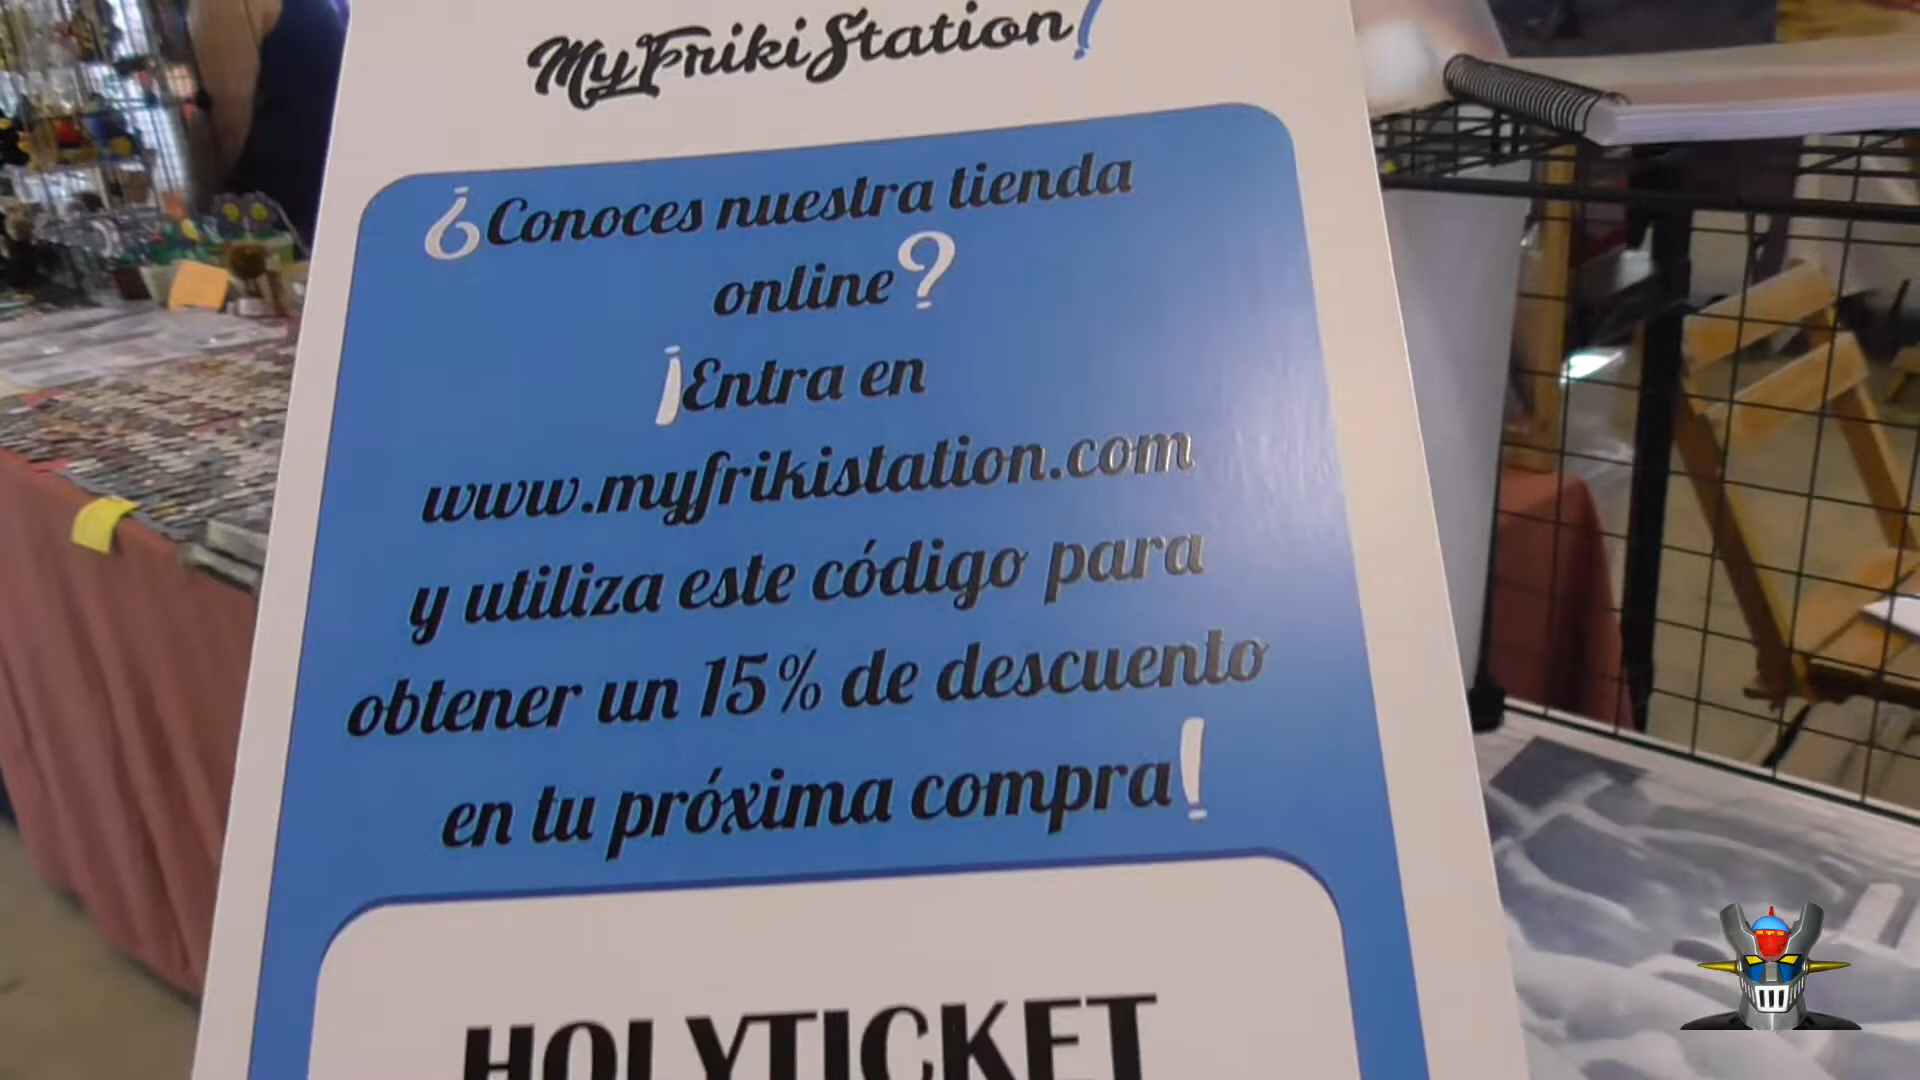 MyFrikiStation!
¿Conoces nuestra tienda
online?
¡Entra en
www.myfrikistation.com
y utiliza este código para
obtener un 15% de descuento
en tu próxima compra!
HOLYTICKET